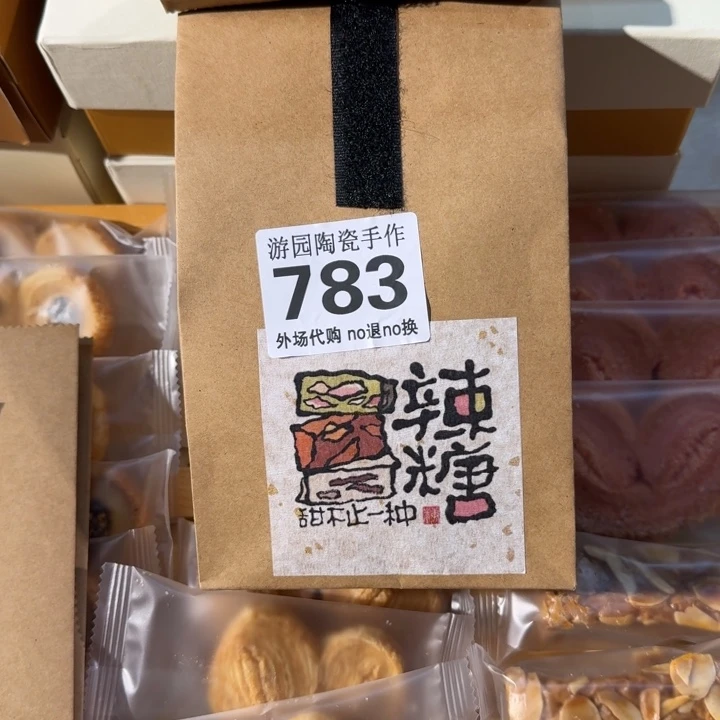 游园陶瓷手作
783
外场代购 no退no换
辣
糖
甜不止一种